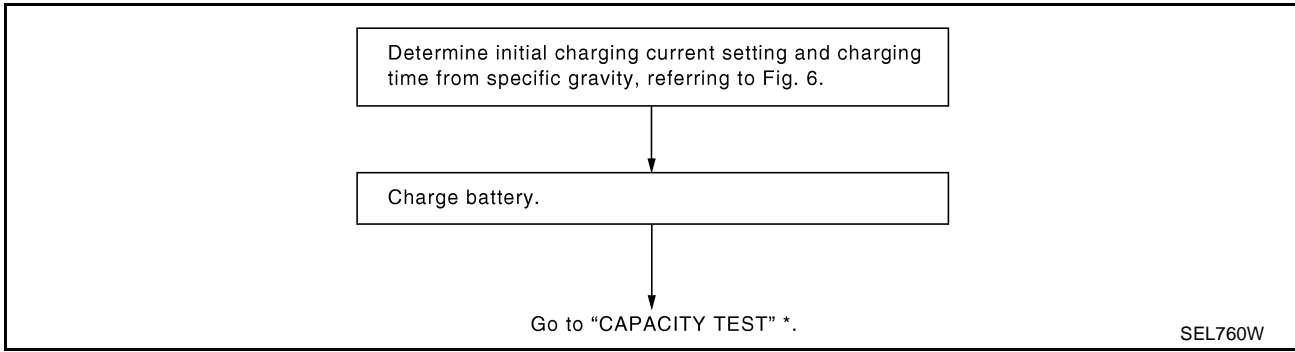 Determine initial charging current setting and charging
time from specific gravity, referring to Fig. 6.
Charge battery.
Go to “CAPACITY TEST” *.
SEL760W